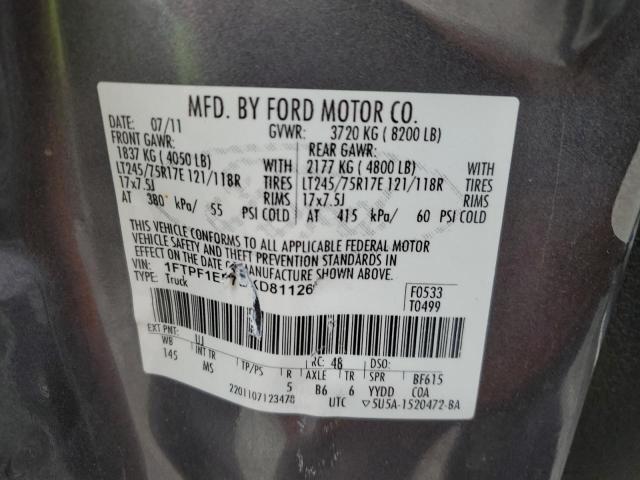 MFD. BY FORD MOTOR CO.
DATE: 07/11 GVWR: 3720 KG (8200 LB)
FRONT GAWR: REAR GAWR:
1837 KG (4050 LB) WITH 2177 KG (4800 LB) WITH
LT245/75R17E 121/118R TIRES LT245/75R17E 121/118R TIRES
17x7.5J RIMS 17x7.5J RIMS
AT 380 kPa/ 55 PSI COLD AT 415 kPa/ 60 PSI COLD
THIS VEHICLE CONFORMS TO ALL APPLICABLE FEDERAL MOTOR
VEHICLE SAFETY AND THEFT PREVENTION STANDARDS IN
EFFECT ON THE DATE OF MANUFACTURE SHOWN ABOVE.
VIN:
TYPE: Truck F0533
T0499
EXT PNT: UJ RC: 48 DSO:
WB INT TR TP/PS R AXLE TR SPR BF615
145 MS 5 B6 6 YYDD COA
2201107123478 UTC ▽5U5A-1520472-BA